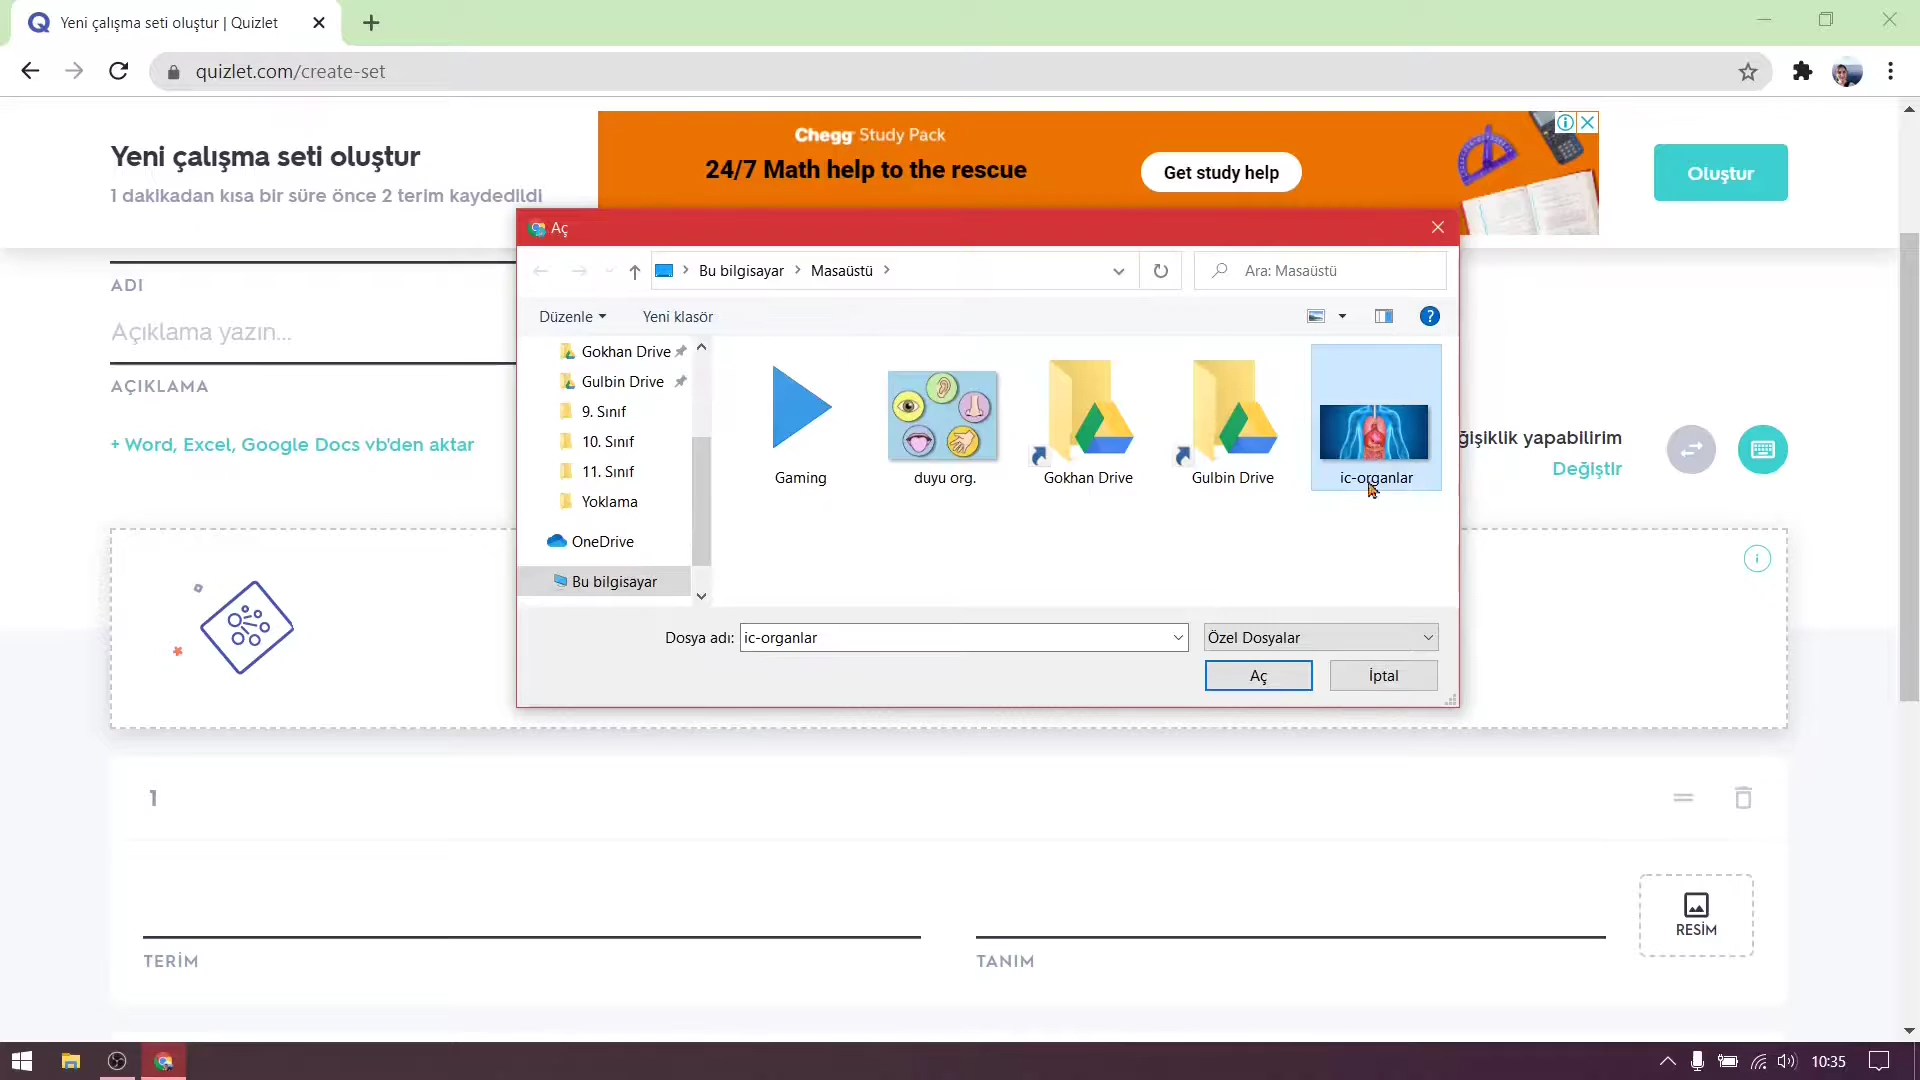 Yeni çalışma seti oluştur | Quizlet
quizlet.com/create-set
Yeni çalışma seti oluştur
1 dakikadan kısa bir süre önce 2 terim kaydedildi
Chegg Study Pack
24/7 Math help to the rescue
Get study help
Oluştur
Aç
Bu bilgisayar
Masaüstü
Ara: Masaüstü
Düzenle
Yeni klasör
Gokhan Drive
Gulbin Drive
9. Sınıf
10. Sınıf
11. Sınıf
Yoklama
OneDrive
Bu bilgisayar
Gaming
duyu org.
Gokhan Drive
Gulbin Drive
ic-organlar
Dosya adı:
ic-organlar
Özel Dosyalar
Aç
İptal
ADI
Açıklama yazın...
AÇIKLAMA
+ Word, Excel, Google Docs vb'den aktar
ğişiklik yapabilirim
Değiştir
1
TERİM
TANIM
RESİM
10:35